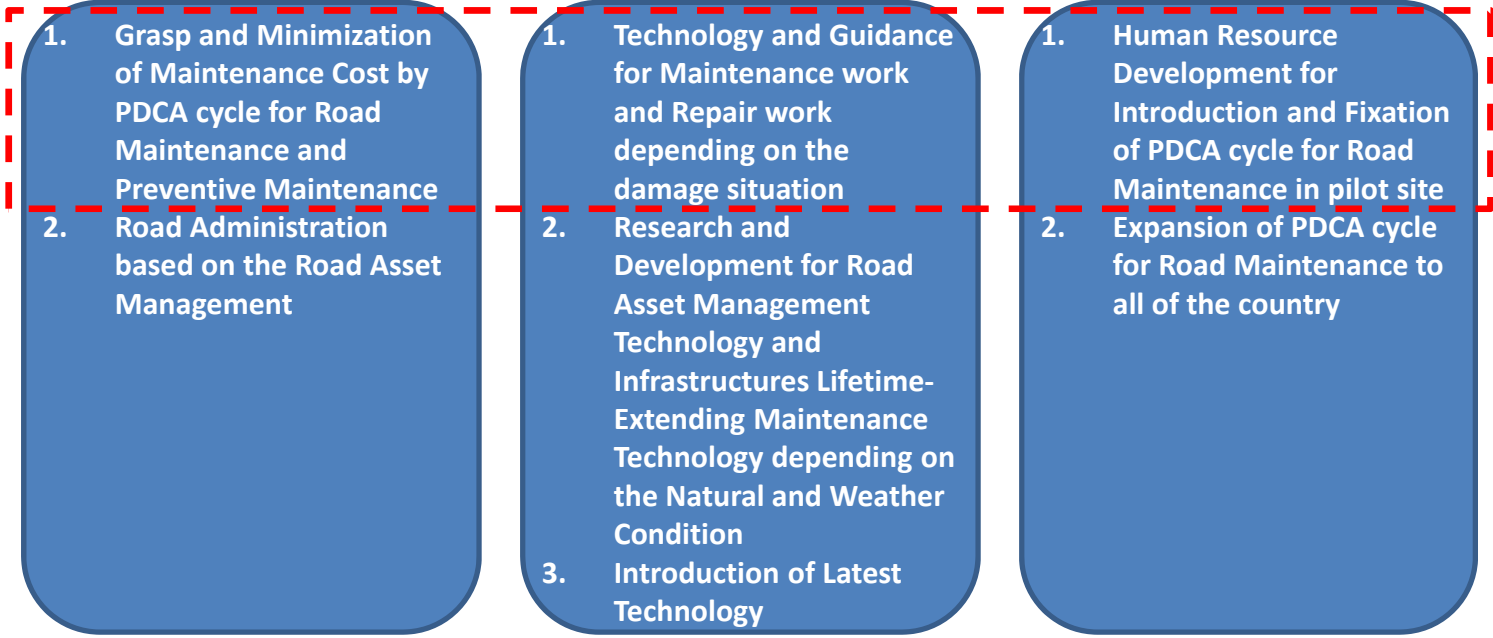 1. Grasp and Minimization
of Maintenance Cost by
PDCA cycle for Road
Maintenance and
Preventive Maintenance
2. Road Administration
based on the Road Asset
Management
1. Technology and Guidance
for Maintenance work
and Repair work
depending on the
damage situation
2. Research and
Development for Road
Asset Management
Technology and
Infrastructures Lifetime-
Extending Maintenance
Technology depending on
the Natural and Weather
Condition
3. Introduction of Latest
Technology
1. Human Resource
Development for
Introduction and Fixation
of PDCA cycle for Road
Maintenance in pilot site
2. Expansion of PDCA cycle
for Road Maintenance to
all of the country